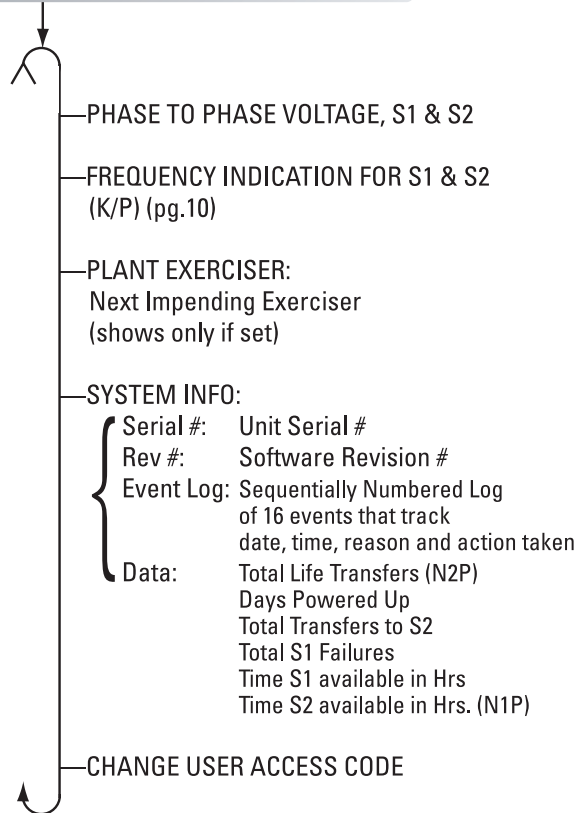 PHASE TO PHASE VOLTAGE, S1 & S2
FREQUENCY INDICATION FOR S1 & S2
(K/P) (pg.10)
PLANT EXERCISER:
Next Impending Exerciser
(shows only if set)
SYSTEM INFO:
Serial #: Unit Serial #
Rev #: Software Revision #
Event Log: Sequentially Numbered Log
of 16 events that track
date, time, reason and action taken
Data: Total Life Transfers (N2P)
Days Powered Up
Total Transfers to S2
Total S1 Failures
Time S1 available in Hrs
Time S2 available in Hrs. (N1P)
CHANGE USER ACCESS CODE